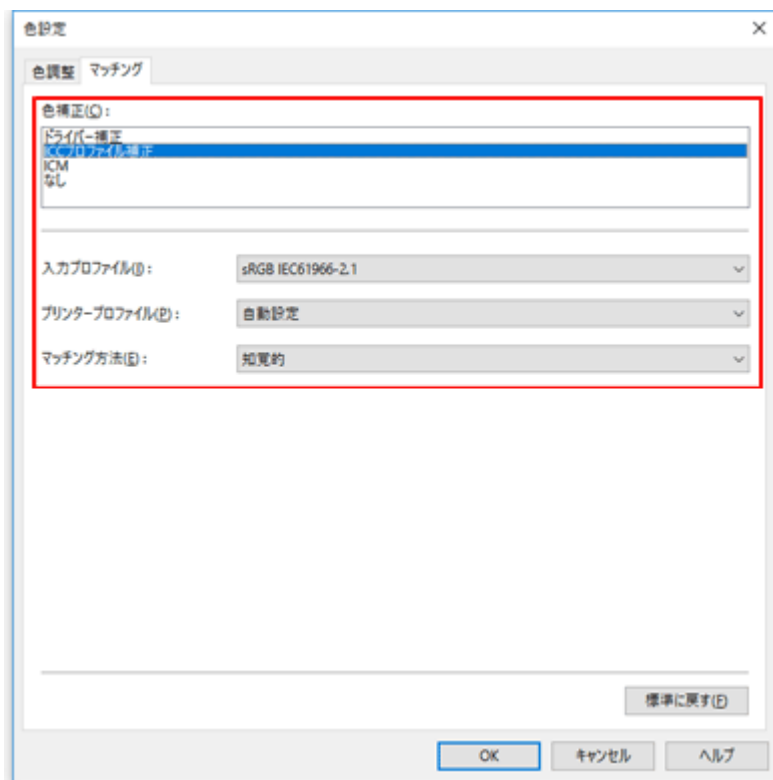 色設定
色調整 マッチング
色補正(C):
ドライバー補正
ICCプロファイル補正
ICM
なし
入力プロファイル(I): sRGB IEC61966-2.1
プリンタープロファイル(P): 自動設定
マッチング方法(E): 知覚的
標準に戻す(F)
OK キャンセル ヘルプ